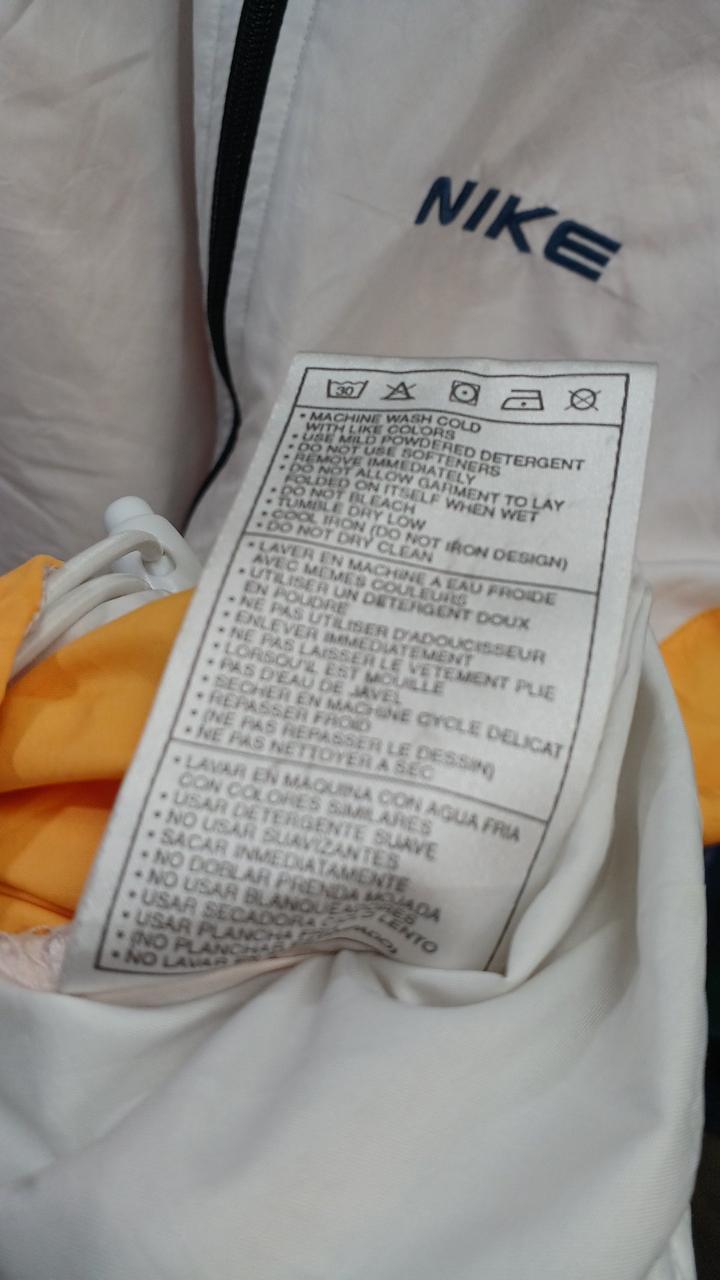 NIKE
30
• MACHINE WASH COLD
WITH LIKE COLORS
• USE MILD POWDERED DETERGENT
• DO NOT USE SOFTENERS
• REMOVE IMMEDIATELY
• DO NOT ALLOW GARMENT TO LAY
FOLDED ON ITSELF WHEN WET
• DO NOT BLEACH
• TUMBLE DRY LOW
• COOL IRON (DO NOT IRON DESIGN)
• DO NOT DRY CLEAN
• LAVER EN MACHINE A EAU FROIDE
AVEC MEMES COULEURS
• UTILISER UN DETERGENT DOUX
EN POUDRE
• NE PAS UTILISER D'ADOUCISSEUR
• ENLEVER IMMEDIATEMENT
• NE PAS LAISSER LE VETEMENT PLIE
LORSQU'IL EST MOUILLE
• PAS D'EAU DE JAVEL
• SECHER EN MACHINE CYCLE DELICAT
• REPASSER FROID
(NE PAS REPASSER LE DESSIN)
• NE PAS NETTOYER A SEC
• LAVAR EN MAQUINA CON AGUA FRIA
CON COLORES SIMILARES
• USAR DETERGENTE SUAVE
• NO USAR SUAVIZANTES
• SACAR INMEDIATAMENTE
• NO DOBLAR PRENDA MOJADA
• NO USAR
• USAR SECADORA LENTO
• USAR PLANCHA
(NO PLANCHAR
• NO LAVAR